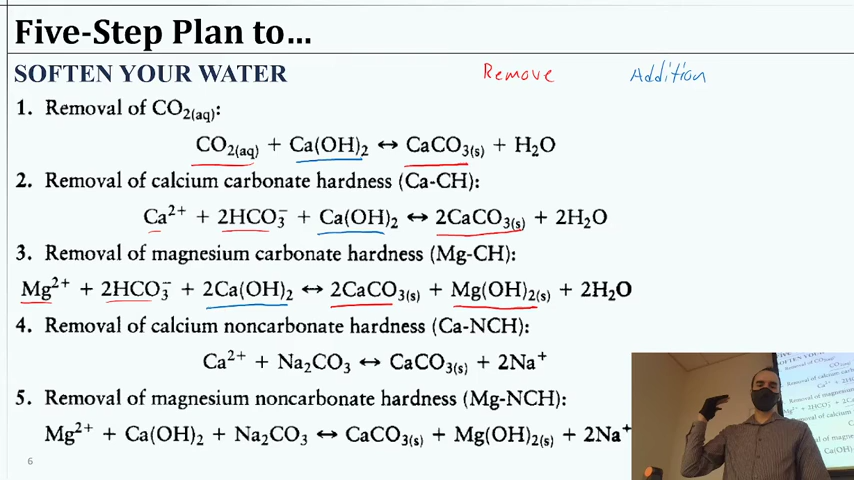 Five-Step Plan to…
SOFTEN YOUR WATER
Remove
Addition
1. Removal of CO₂(aq):
CO₂(aq) + Ca(OH)₂ ↔ CaCO₃(s) + H₂O
2. Removal of calcium carbonate hardness (Ca-CH):
Ca²⁺ + 2HCO₃⁻ + Ca(OH)₂ ↔ 2CaCO₃(s) + 2H₂O
3. Removal of magnesium carbonate hardness (Mg-CH):
Mg²⁺ + 2HCO₃⁻ + 2Ca(OH)₂ ↔ 2CaCO₃(s) + Mg(OH)₂(s) + 2H₂O
4. Removal of calcium noncarbonate hardness (Ca-NCH):
Ca²⁺ + Na₂CO₃ ↔ CaCO₃(s) + 2Na⁺
5. Removal of magnesium noncarbonate hardness (Mg-NCH):
Mg²⁺ + Ca(OH)₂ + Na₂CO₃ ↔ CaCO₃(s) + Mg(OH)₂(s) + 2Na⁺
6